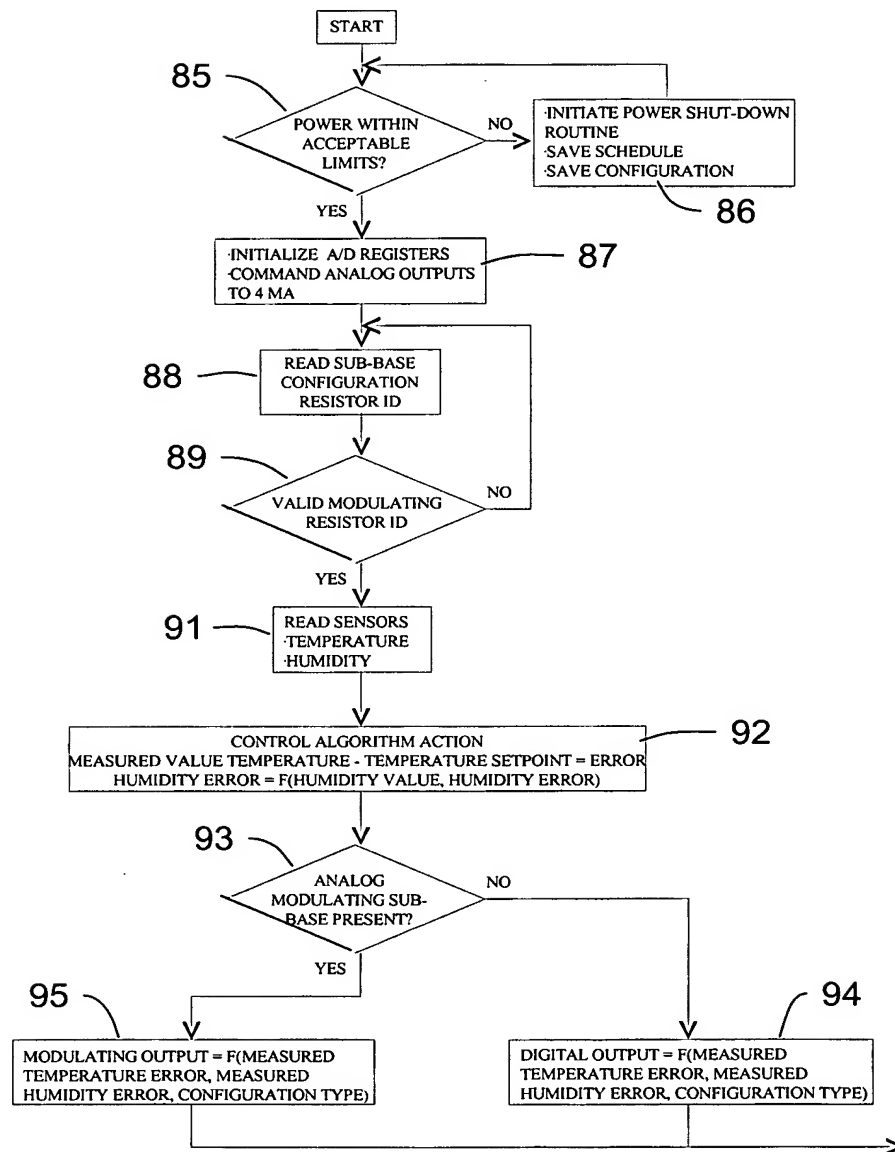 START
85
POWER WITHIN
ACCEPTABLE
LIMITS?
NO
·INITIATE POWER SHUT-DOWN
ROUTINE
·SAVE SCHEDULE
·SAVE CONFIGURATION
86
YES
·INITIALIZE A/D REGISTERS
·COMMAND ANALOG OUTPUTS
TO 4 MA
87
88
READ SUB-BASE
CONFIGURATION
RESISTOR ID
89
VALID MODULATING
RESISTOR ID
NO
YES
91
READ SENSORS
·TEMPERATURE
·HUMIDITY
92
CONTROL ALGORITHM ACTION
MEASURED VALUE TEMPERATURE - TEMPERATURE SETPOINT = ERROR
HUMIDITY ERROR = F(HUMIDITY VALUE, HUMIDITY ERROR)
93
ANALOG
MODULATING SUB-
BASE PRESENT?
NO
YES
95
MODULATING OUTPUT = F(MEASURED
TEMPERATURE ERROR, MEASURED
HUMIDITY ERROR, CONFIGURATION TYPE)
94
DIGITAL OUTPUT = F(MEASURED
TEMPERATURE ERROR, MEASURED
HUMIDITY ERROR, CONFIGURATION TYPE)